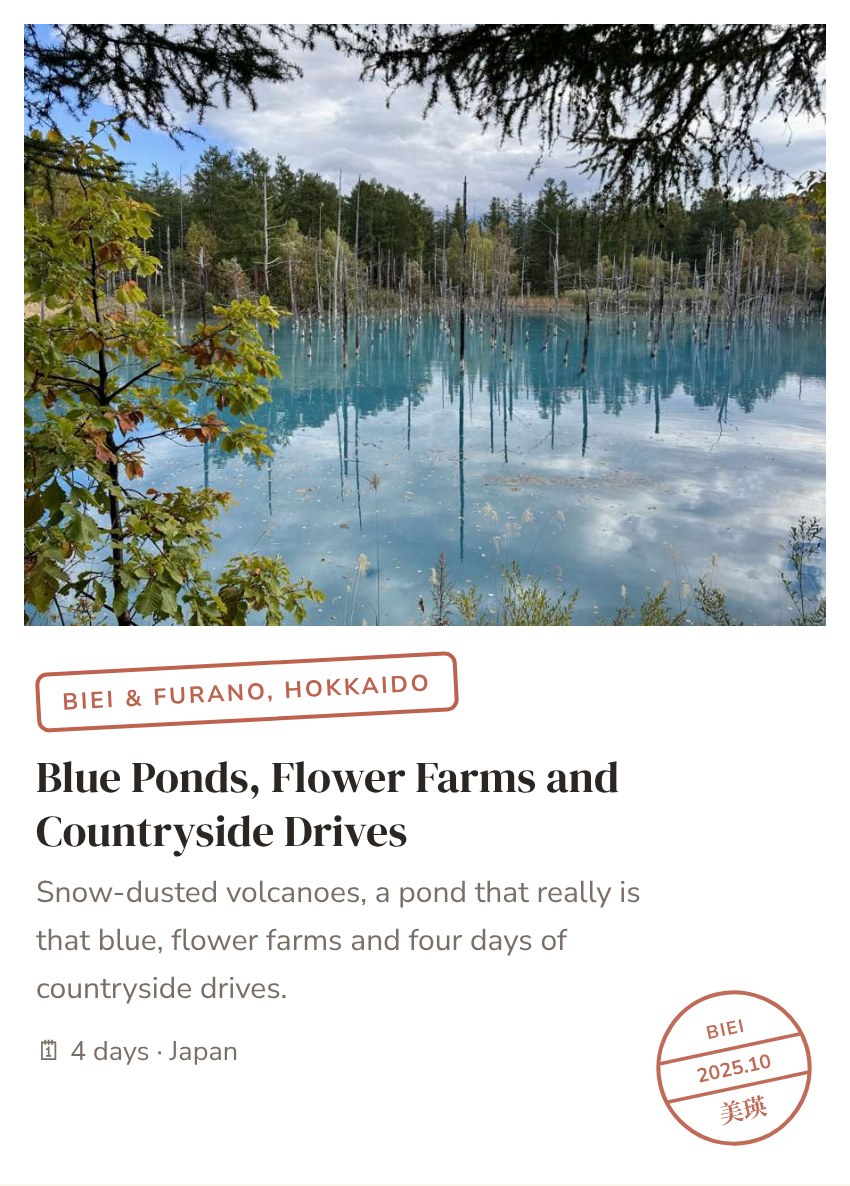 BIEI & FURANO, HOKKAIDO
Blue Ponds, Flower Farms and
Countryside Drives
Snow-dusted volcanoes, a pond that really is
that blue, flower farms and four days of
countryside drives.
4 days · Japan
BIEI
2025.10
美瑛